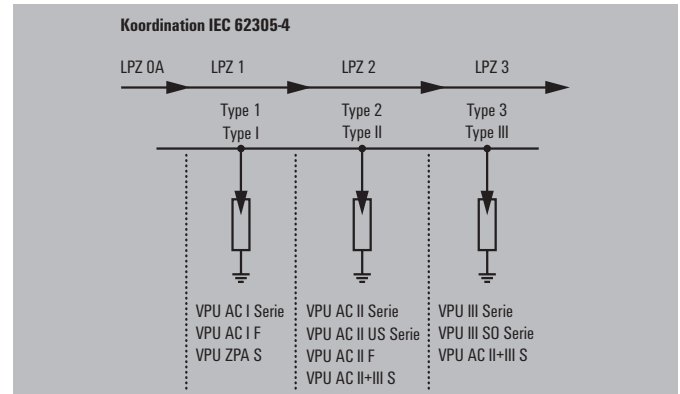 Koordination IEC 62305-4
LPZ 0A LPZ 1 LPZ 2 LPZ 3
Type 1 Type 2 Type 3
Type I Type II Type III
VPU AC I Serie
VPU AC I F
VPU ZPA S
VPU AC II Serie
VPU AC II US Serie
VPU AC II F
VPU AC II+III S
VPU III Serie
VPU III SO Serie
VPU AC II+III S